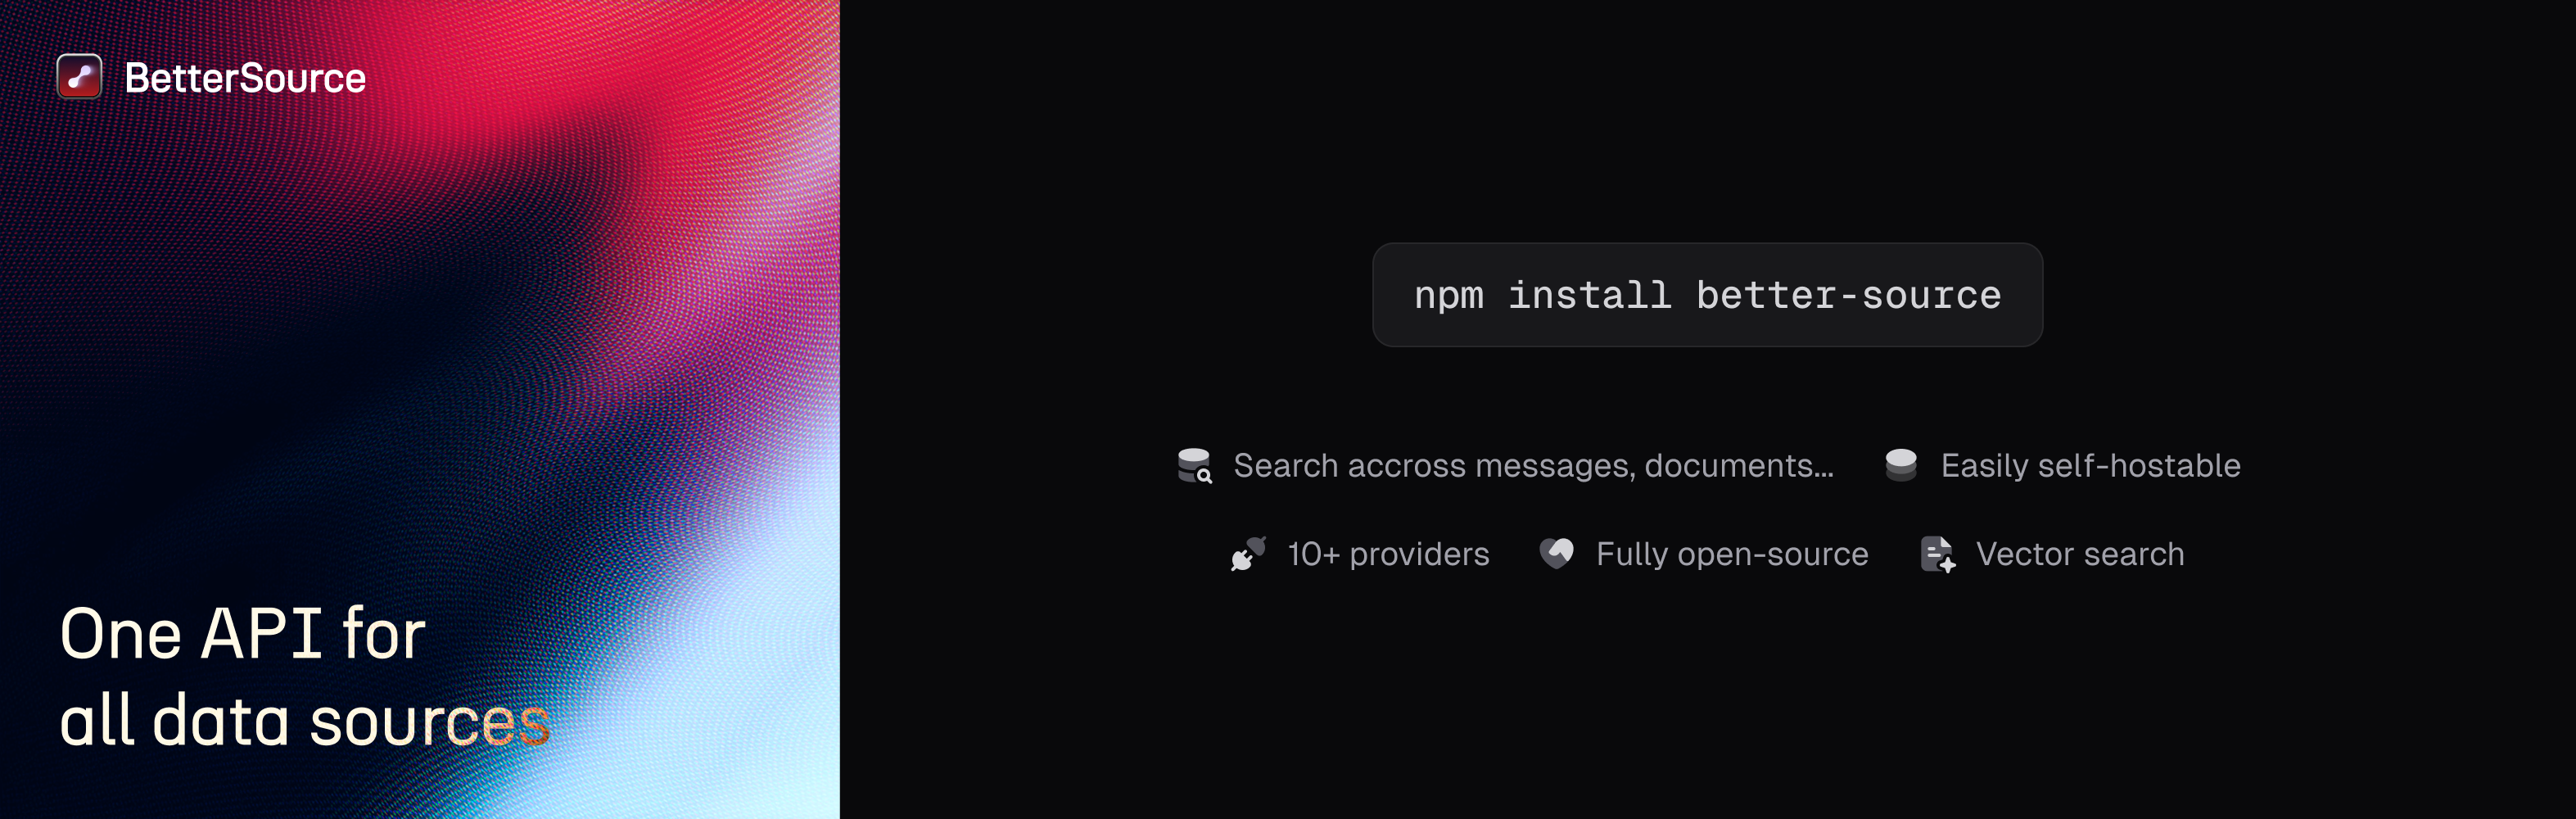 BetterSource
One API for
all data sources
npm install better-source
Search accross messages, documents...
Easily self-hostable
10+ providers
Fully open-source
Vector search